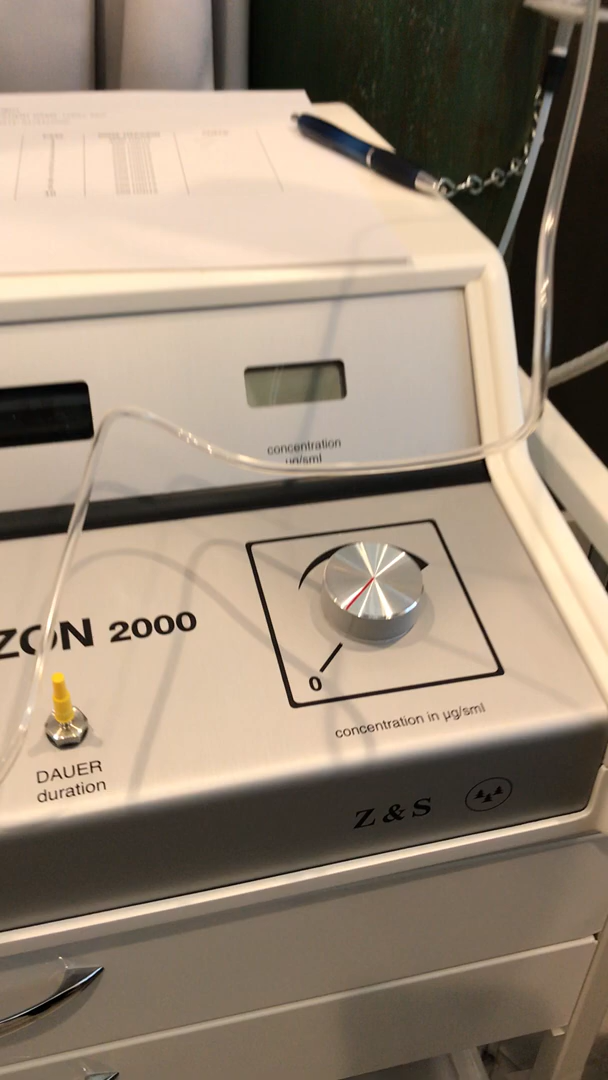 concentration
µg/sml
ZON 2000
0
concentration in µg/sml
DAUER
duration
Z & S